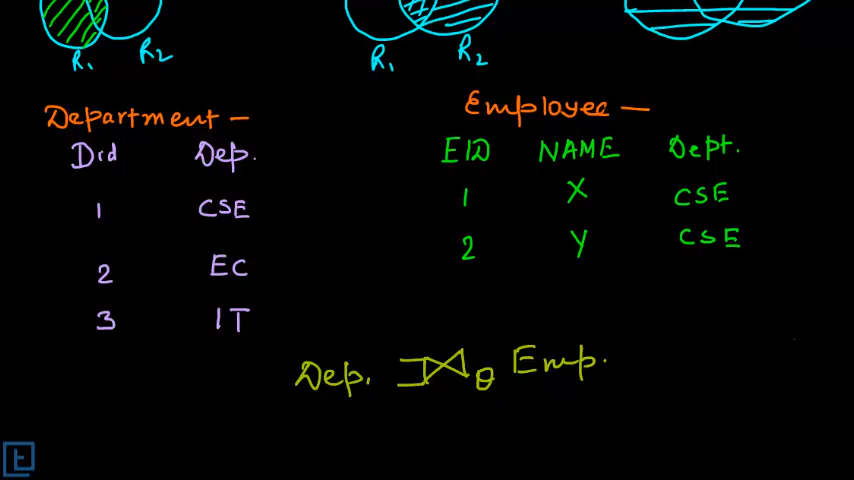 R1 R2 R1 R2
Department - Employee -
Did Dep. EID NAME Dept.
1 CSE 1 X CSE
2 EC 2 Y CSE
3 IT
Dep. ⟕θ Emp.